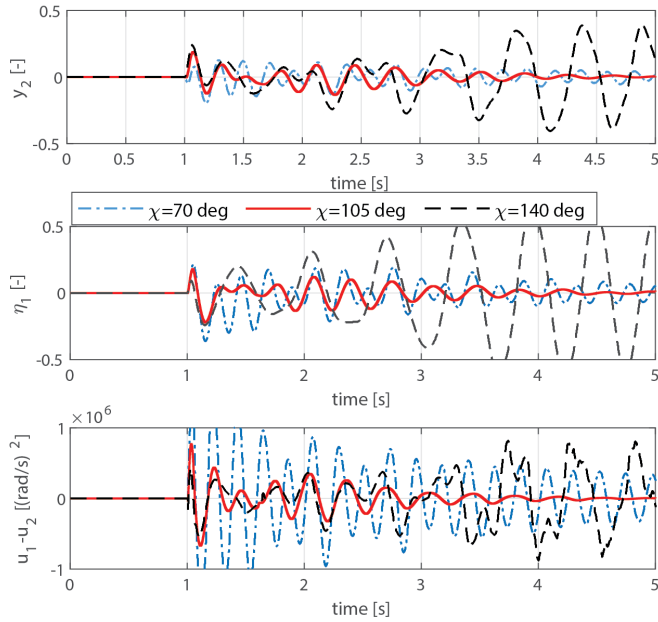 0.5
0
-0.5
y2 [-]
0 0.5 1 1.5 2 2.5 3 3.5 4 4.5 5
time [s]
χ=70 deg χ=105 deg χ=140 deg
0.5
0
-0.5
η1 [-]
0 1 2 3 4 5
time [s]
×10^6
1
0
-1
u1-u2 [(rad/s)^2]
0 1 2 3 4 5
time [s]